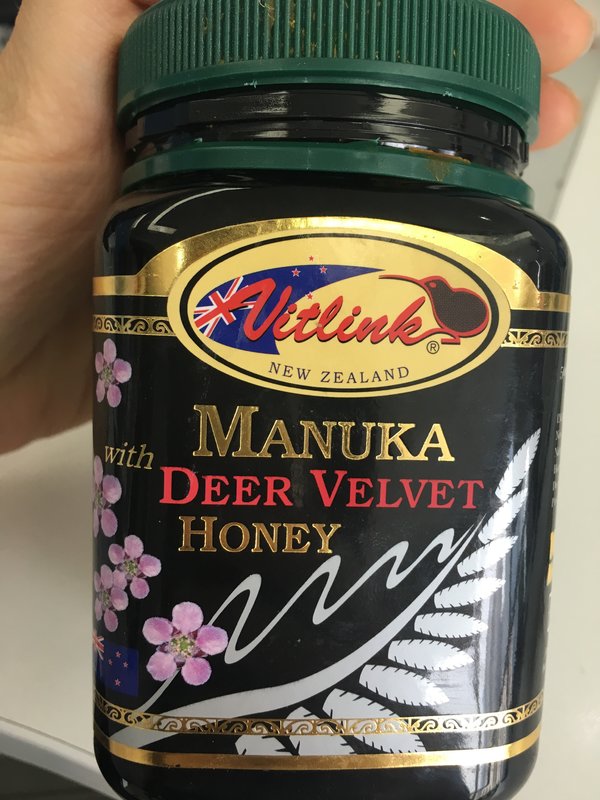 Vitlink
®
NEW ZEALAND
MANUKA
with
DEER VELVET
HONEY